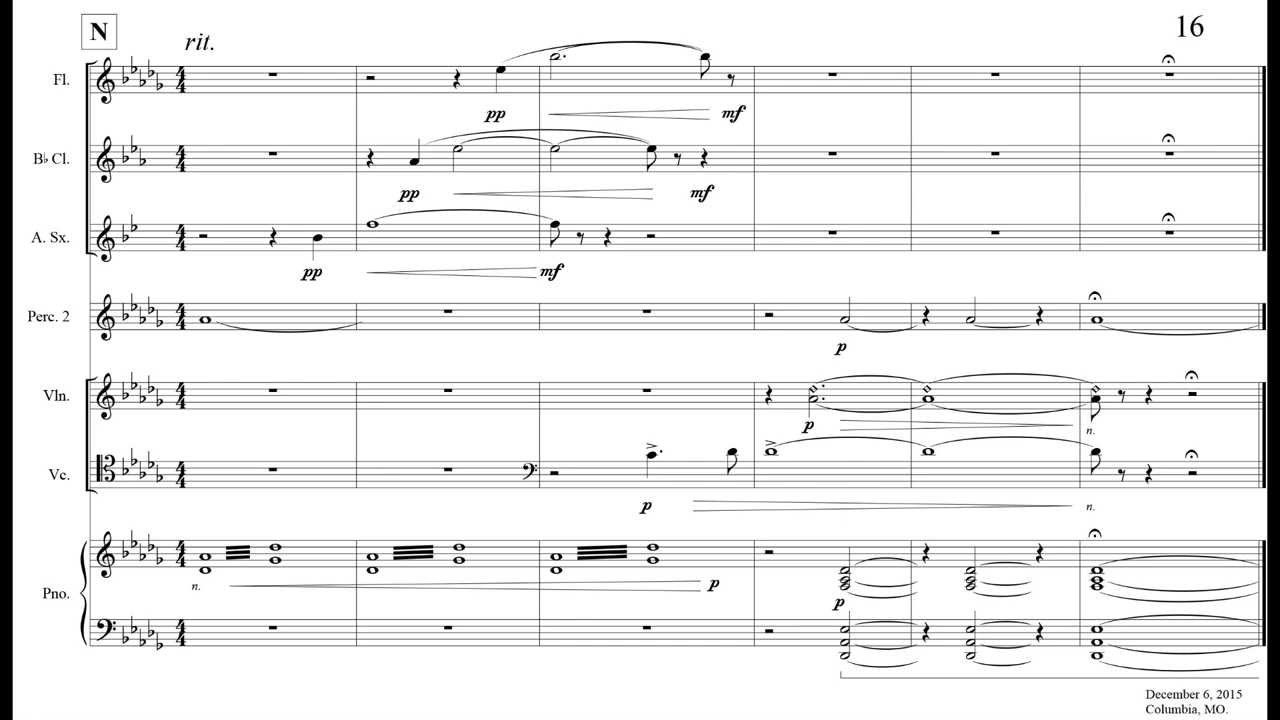 N
16
rit.
Fl.
pp
mf
B♭ Cl.
pp
mf
A. Sx.
pp
mf
Perc. 2
p
Vln.
p
n.
Vc.
p
n.
Pno.
n.
p
p
December 6, 2015
Columbia, MO.